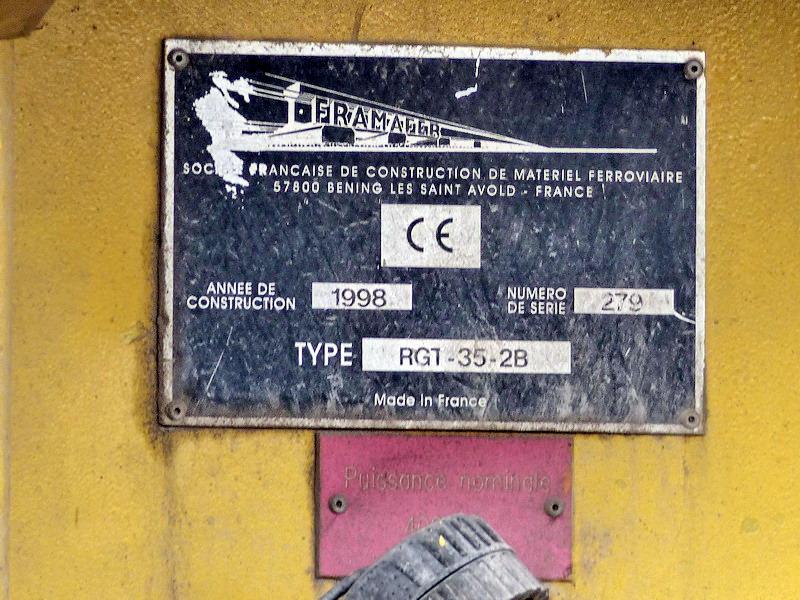 FRAMAFER
SOCIETE FRANCAISE DE CONSTRUCTION DE MATERIEL FERROVIAIRE
57800 BENING LES SAINT AVOLD - FRANCE
CE
ANNEE DE CONSTRUCTION 1998
NUMERO DE SERIE 279
TYPE RGT-35-2B
Made in France
Puissance nominale